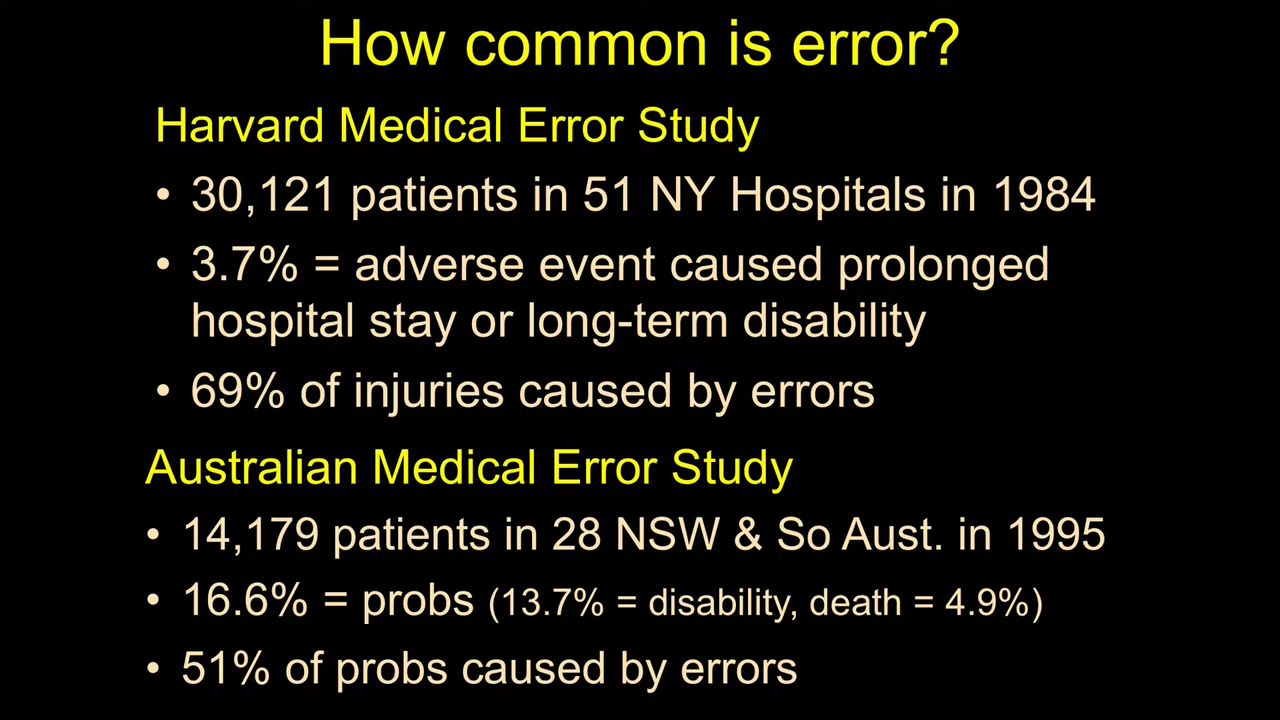 How common is error?
Harvard Medical Error Study
• 30,121 patients in 51 NY Hospitals in 1984
• 3.7% = adverse event caused prolonged
hospital stay or long-term disability
• 69% of injuries caused by errors
Australian Medical Error Study
• 14,179 patients in 28 NSW & So Aust. in 1995
• 16.6% = probs (13.7% = disability, death = 4.9%)
• 51% of probs caused by errors